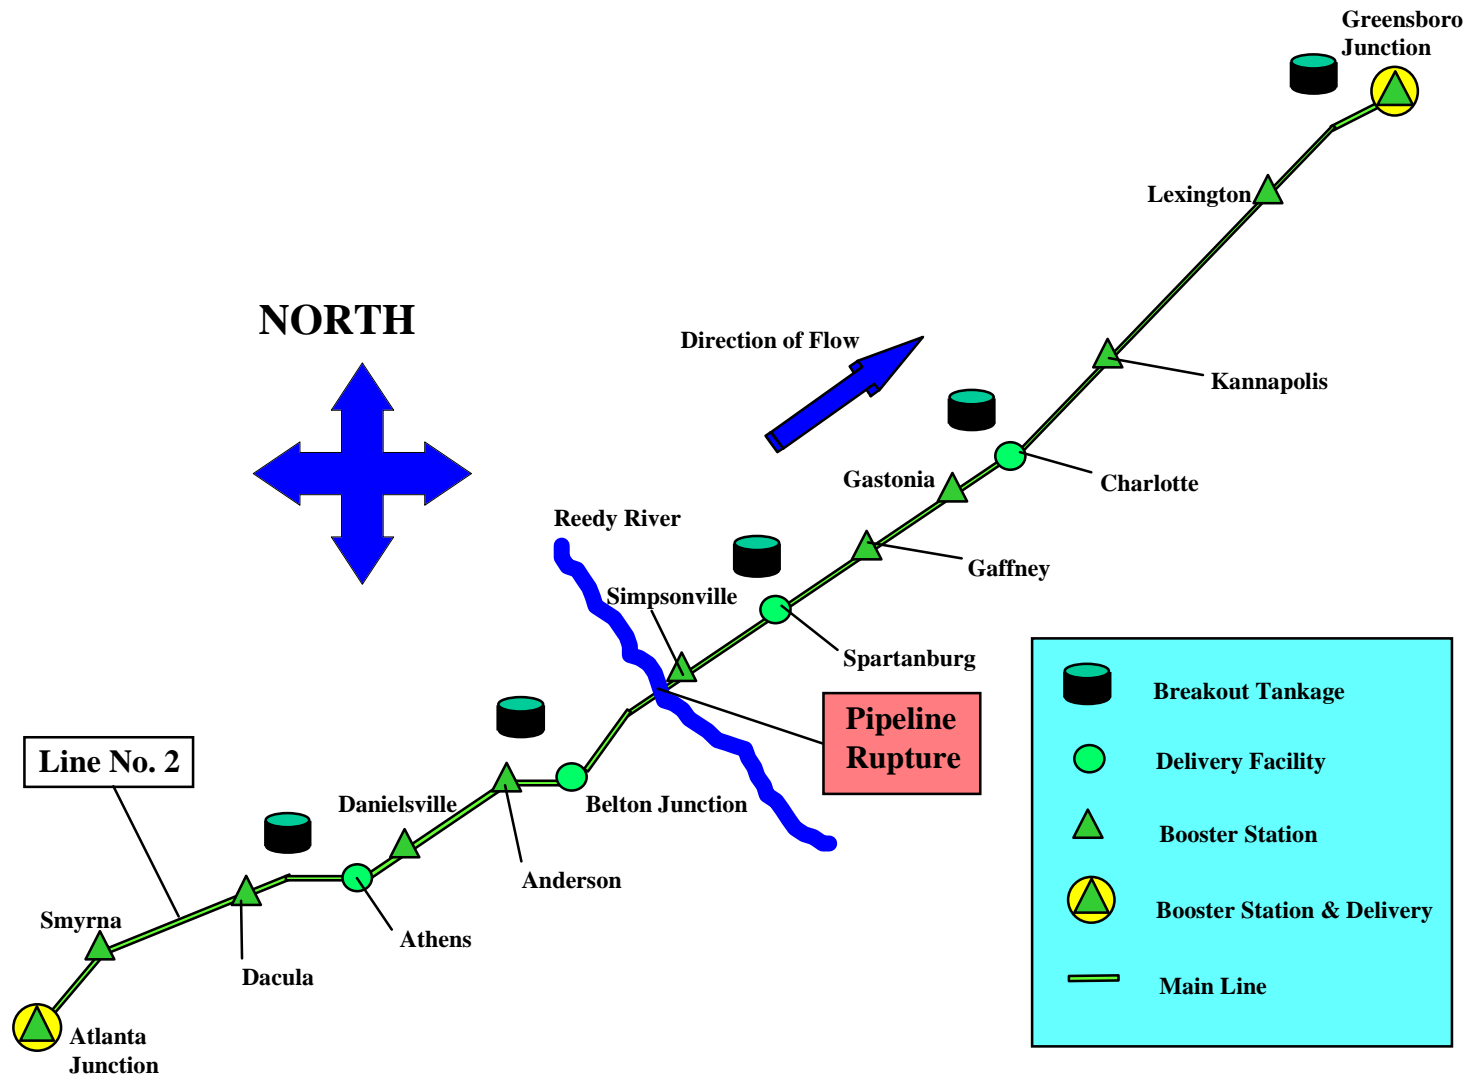 Greensboro
Junction
Lexington
NORTH
Direction of Flow
Kannapolis
Gastonia
Charlotte
Reedy River
Gaffney
Simpsonville
Spartanburg
Pipeline
Rupture
Line No. 2
Danielsville
Belton Junction
Anderson
Smyrna
Athens
Dacula
Atlanta
Junction
Breakout Tankage
Delivery Facility
Booster Station
Booster Station & Delivery
Main Line